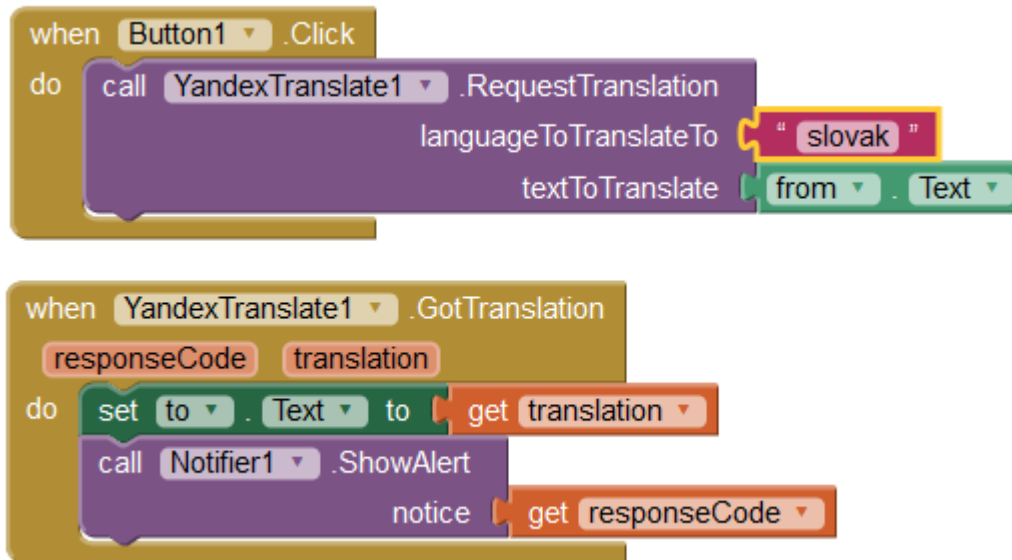 when Button1 .Click
do call YandexTranslate1 .RequestTranslation
languageToTranslateTo " slovak "
textToTranslate from . Text
when YandexTranslate1 .GotTranslation
responseCode translation
do set to . Text to get translation
call Notifier1 .ShowAlert
notice get responseCode